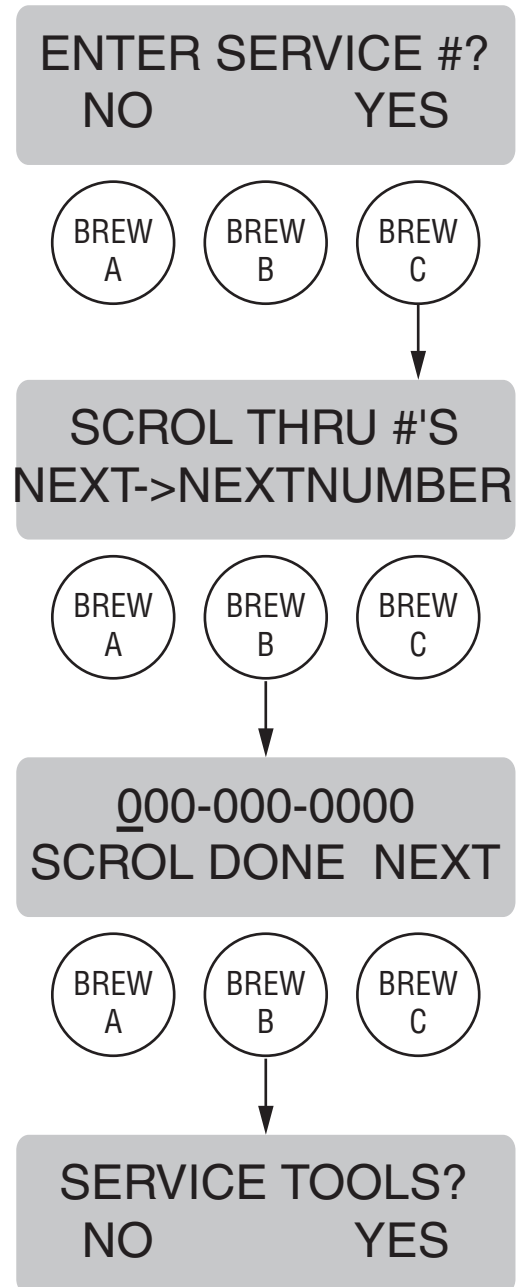 ENTER SERVICE #?
NO YES
BREW BREW BREW
A B C
SCROL THRU #'S
NEXT->NEXTNUMBER
BREW BREW BREW
A B C
000-000-0000
SCROL DONE NEXT
BREW BREW BREW
A B C
SERVICE TOOLS?
NO YES